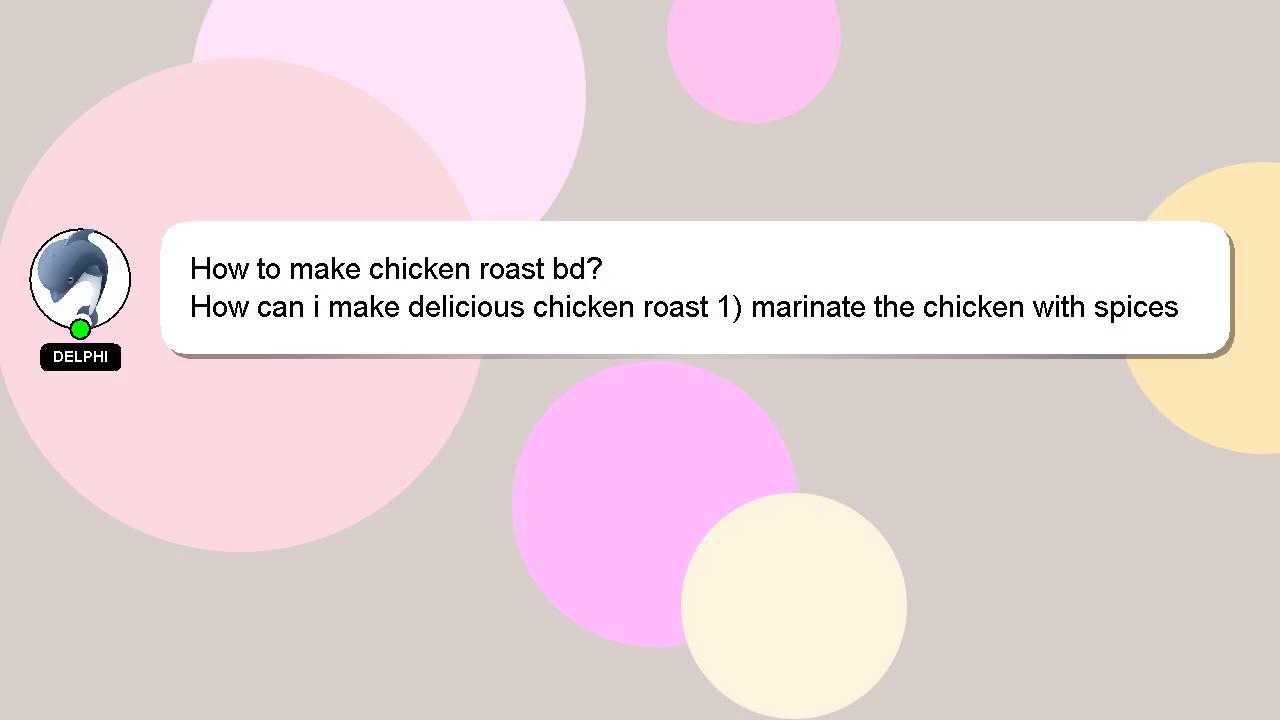 How to make chicken roast bd?
How can i make delicious chicken roast 1) marinate the chicken with spices
DELPHI